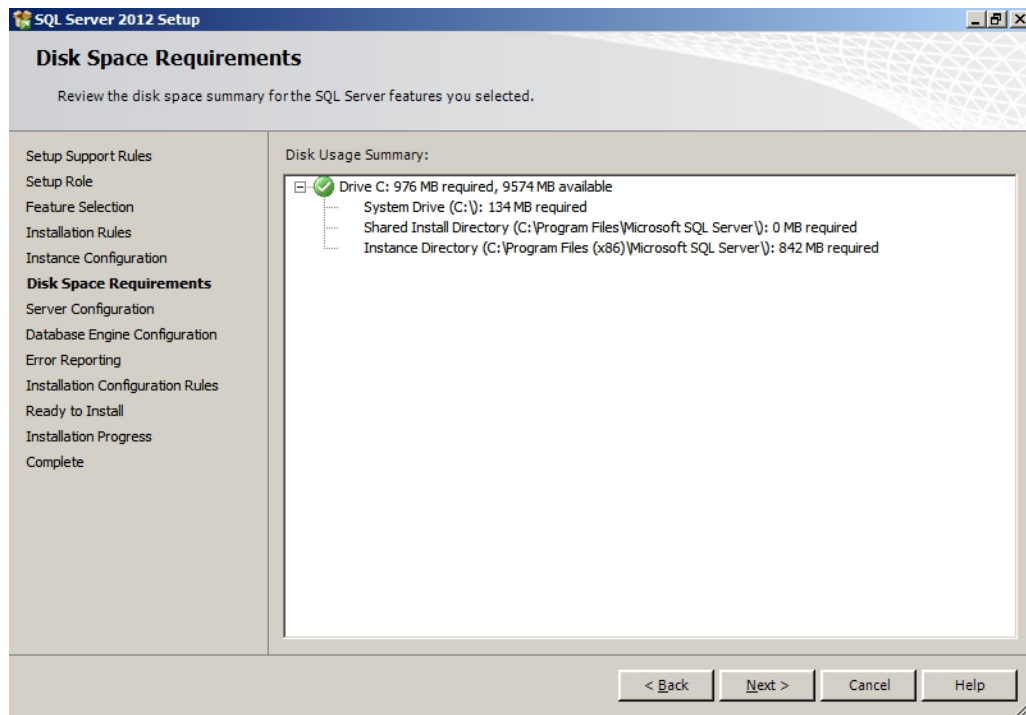 SQL Server 2012 Setup
Disk Space Requirements
Review the disk space summary for the SQL Server features you selected.
Setup Support Rules
Setup Role
Feature Selection
Installation Rules
Instance Configuration
Disk Space Requirements
Server Configuration
Database Engine Configuration
Error Reporting
Installation Configuration Rules
Ready to Install
Installation Progress
Complete
Disk Usage Summary:
Drive C: 976 MB required, 9574 MB available
System Drive (C:\): 134 MB required
Shared Install Directory (C:\Program Files\Microsoft SQL Server\): 0 MB required
Instance Directory (C:\Program Files (x86)\Microsoft SQL Server\): 842 MB required
< Back
Next >
Cancel
Help